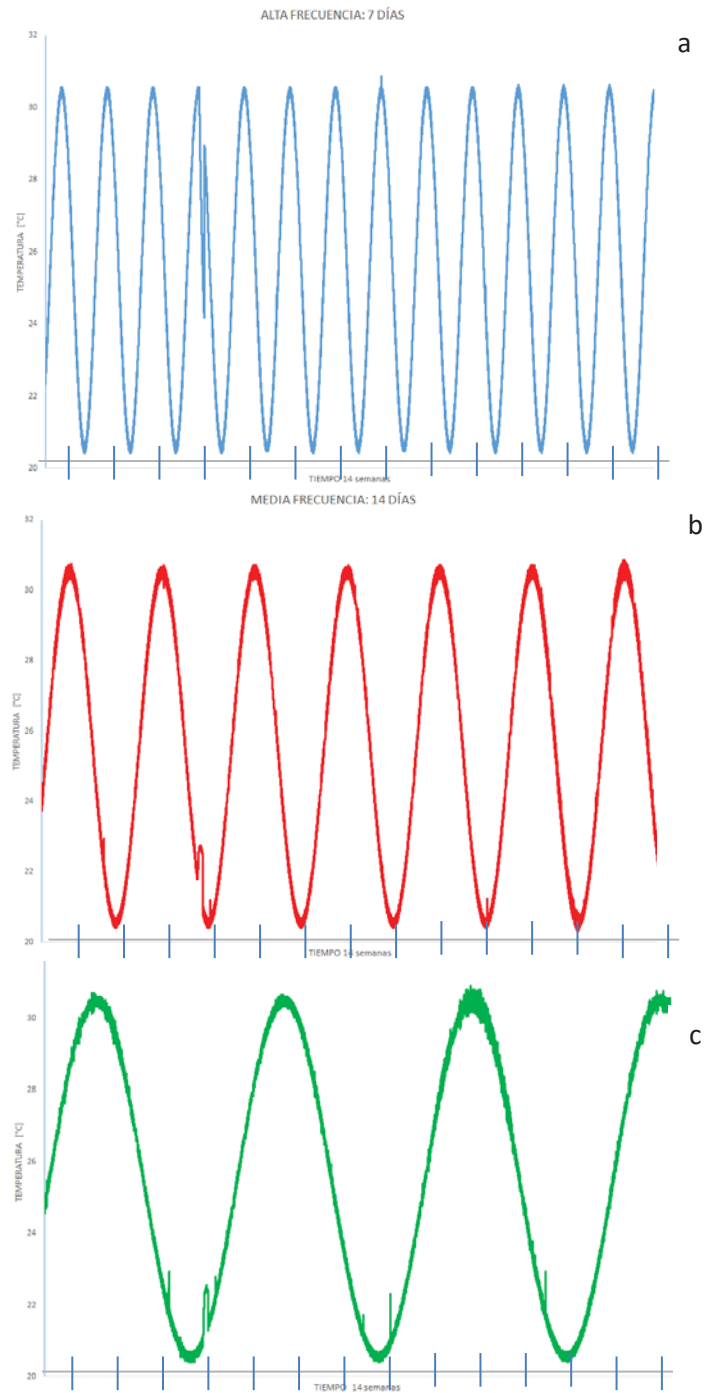 ALTA FRECUENCIA: 7 DÍAS
a
32
30
28
26
24
22
20
TEMPERATURA [°C]
TIEMPO 14 semanas
MEDIA FRECUENCIA: 14 DÍAS
b
32
30
28
26
24
22
20
TEMPERATURA [°C]
TIEMPO 14 semanas
c
30
28
26
24
22
20
TEMPERATURA [°C]
TIEMPO 14 semanas